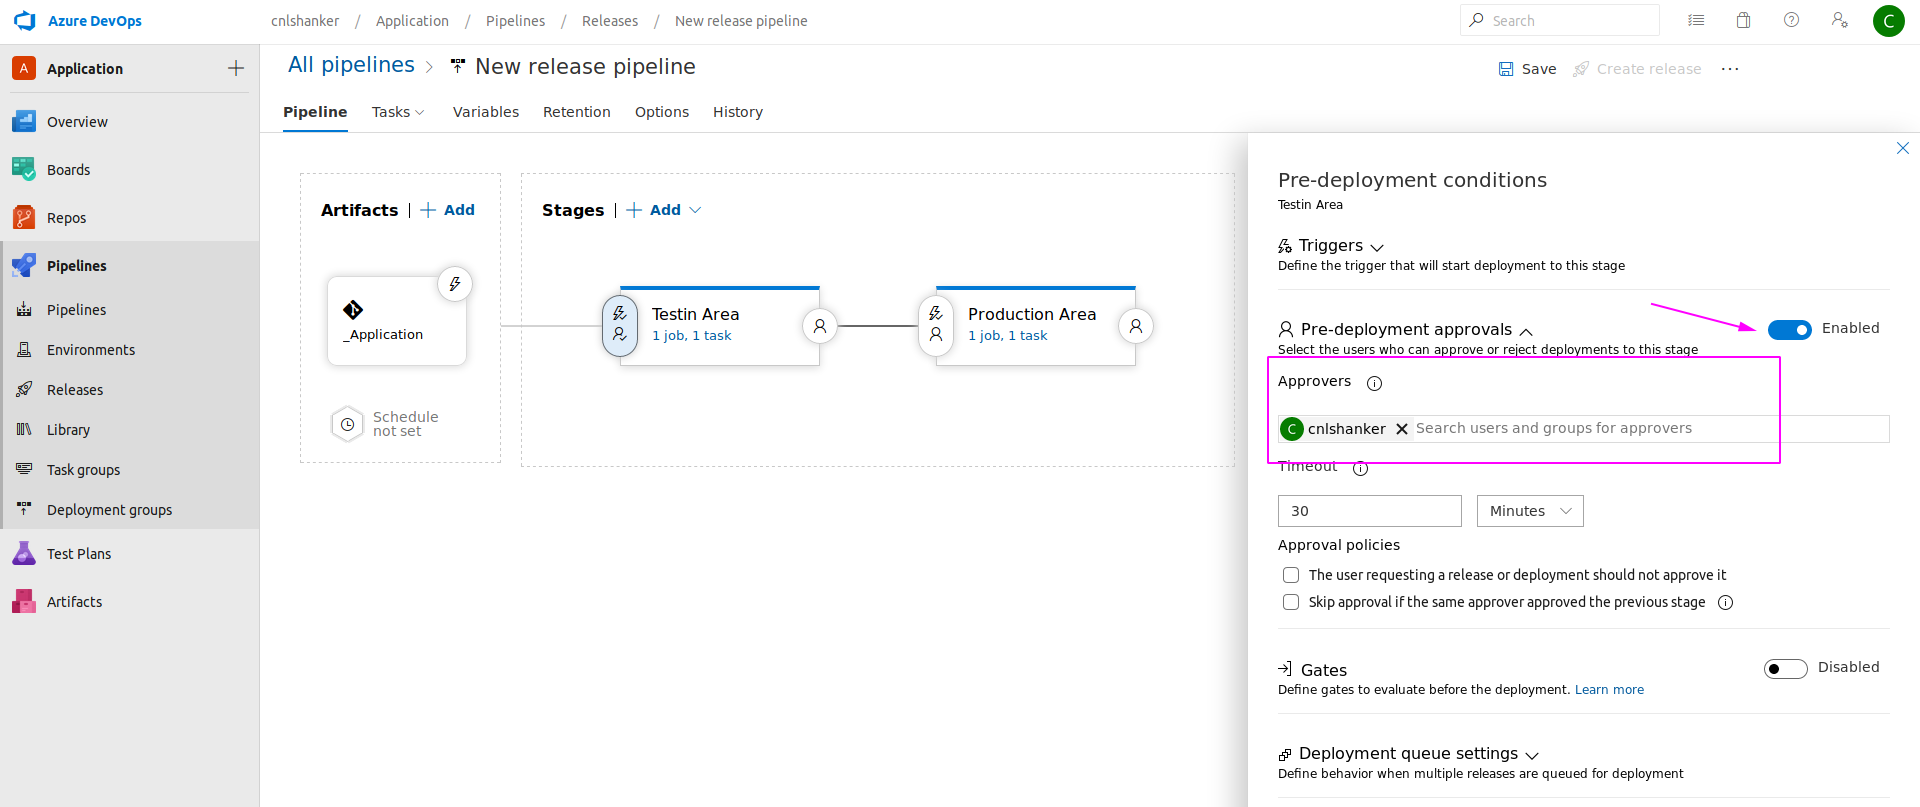 Azure DevOps
cnlshanker / Application / Pipelines / Releases / New release pipeline
Search
C
A Application
Overview
Boards
Repos
Pipelines
Pipelines
Environments
Releases
Library
Task groups
Deployment groups
Test Plans
Artifacts
All pipelines > New release pipeline
Save
Create release
...
Pipeline
Tasks
Variables
Retention
Options
History
Artifacts | + Add
_Application
Schedule
not set
Stages | + Add
Testin Area
1 job, 1 task
Production Area
1 job, 1 task
Pre-deployment conditions
Testin Area
Triggers
Define the trigger that will start deployment to this stage
Pre-deployment approvals
Enabled
Select the users who can approve or reject deployments to this stage
Approvers
C cnlshanker Search users and groups for approvers
Timeout
30 Minutes
Approval policies
The user requesting a release or deployment should not approve it
Skip approval if the same approver approved the previous stage
Gates
Disabled
Define gates to evaluate before the deployment. Learn more
Deployment queue settings
Define behavior when multiple releases are queued for deployment